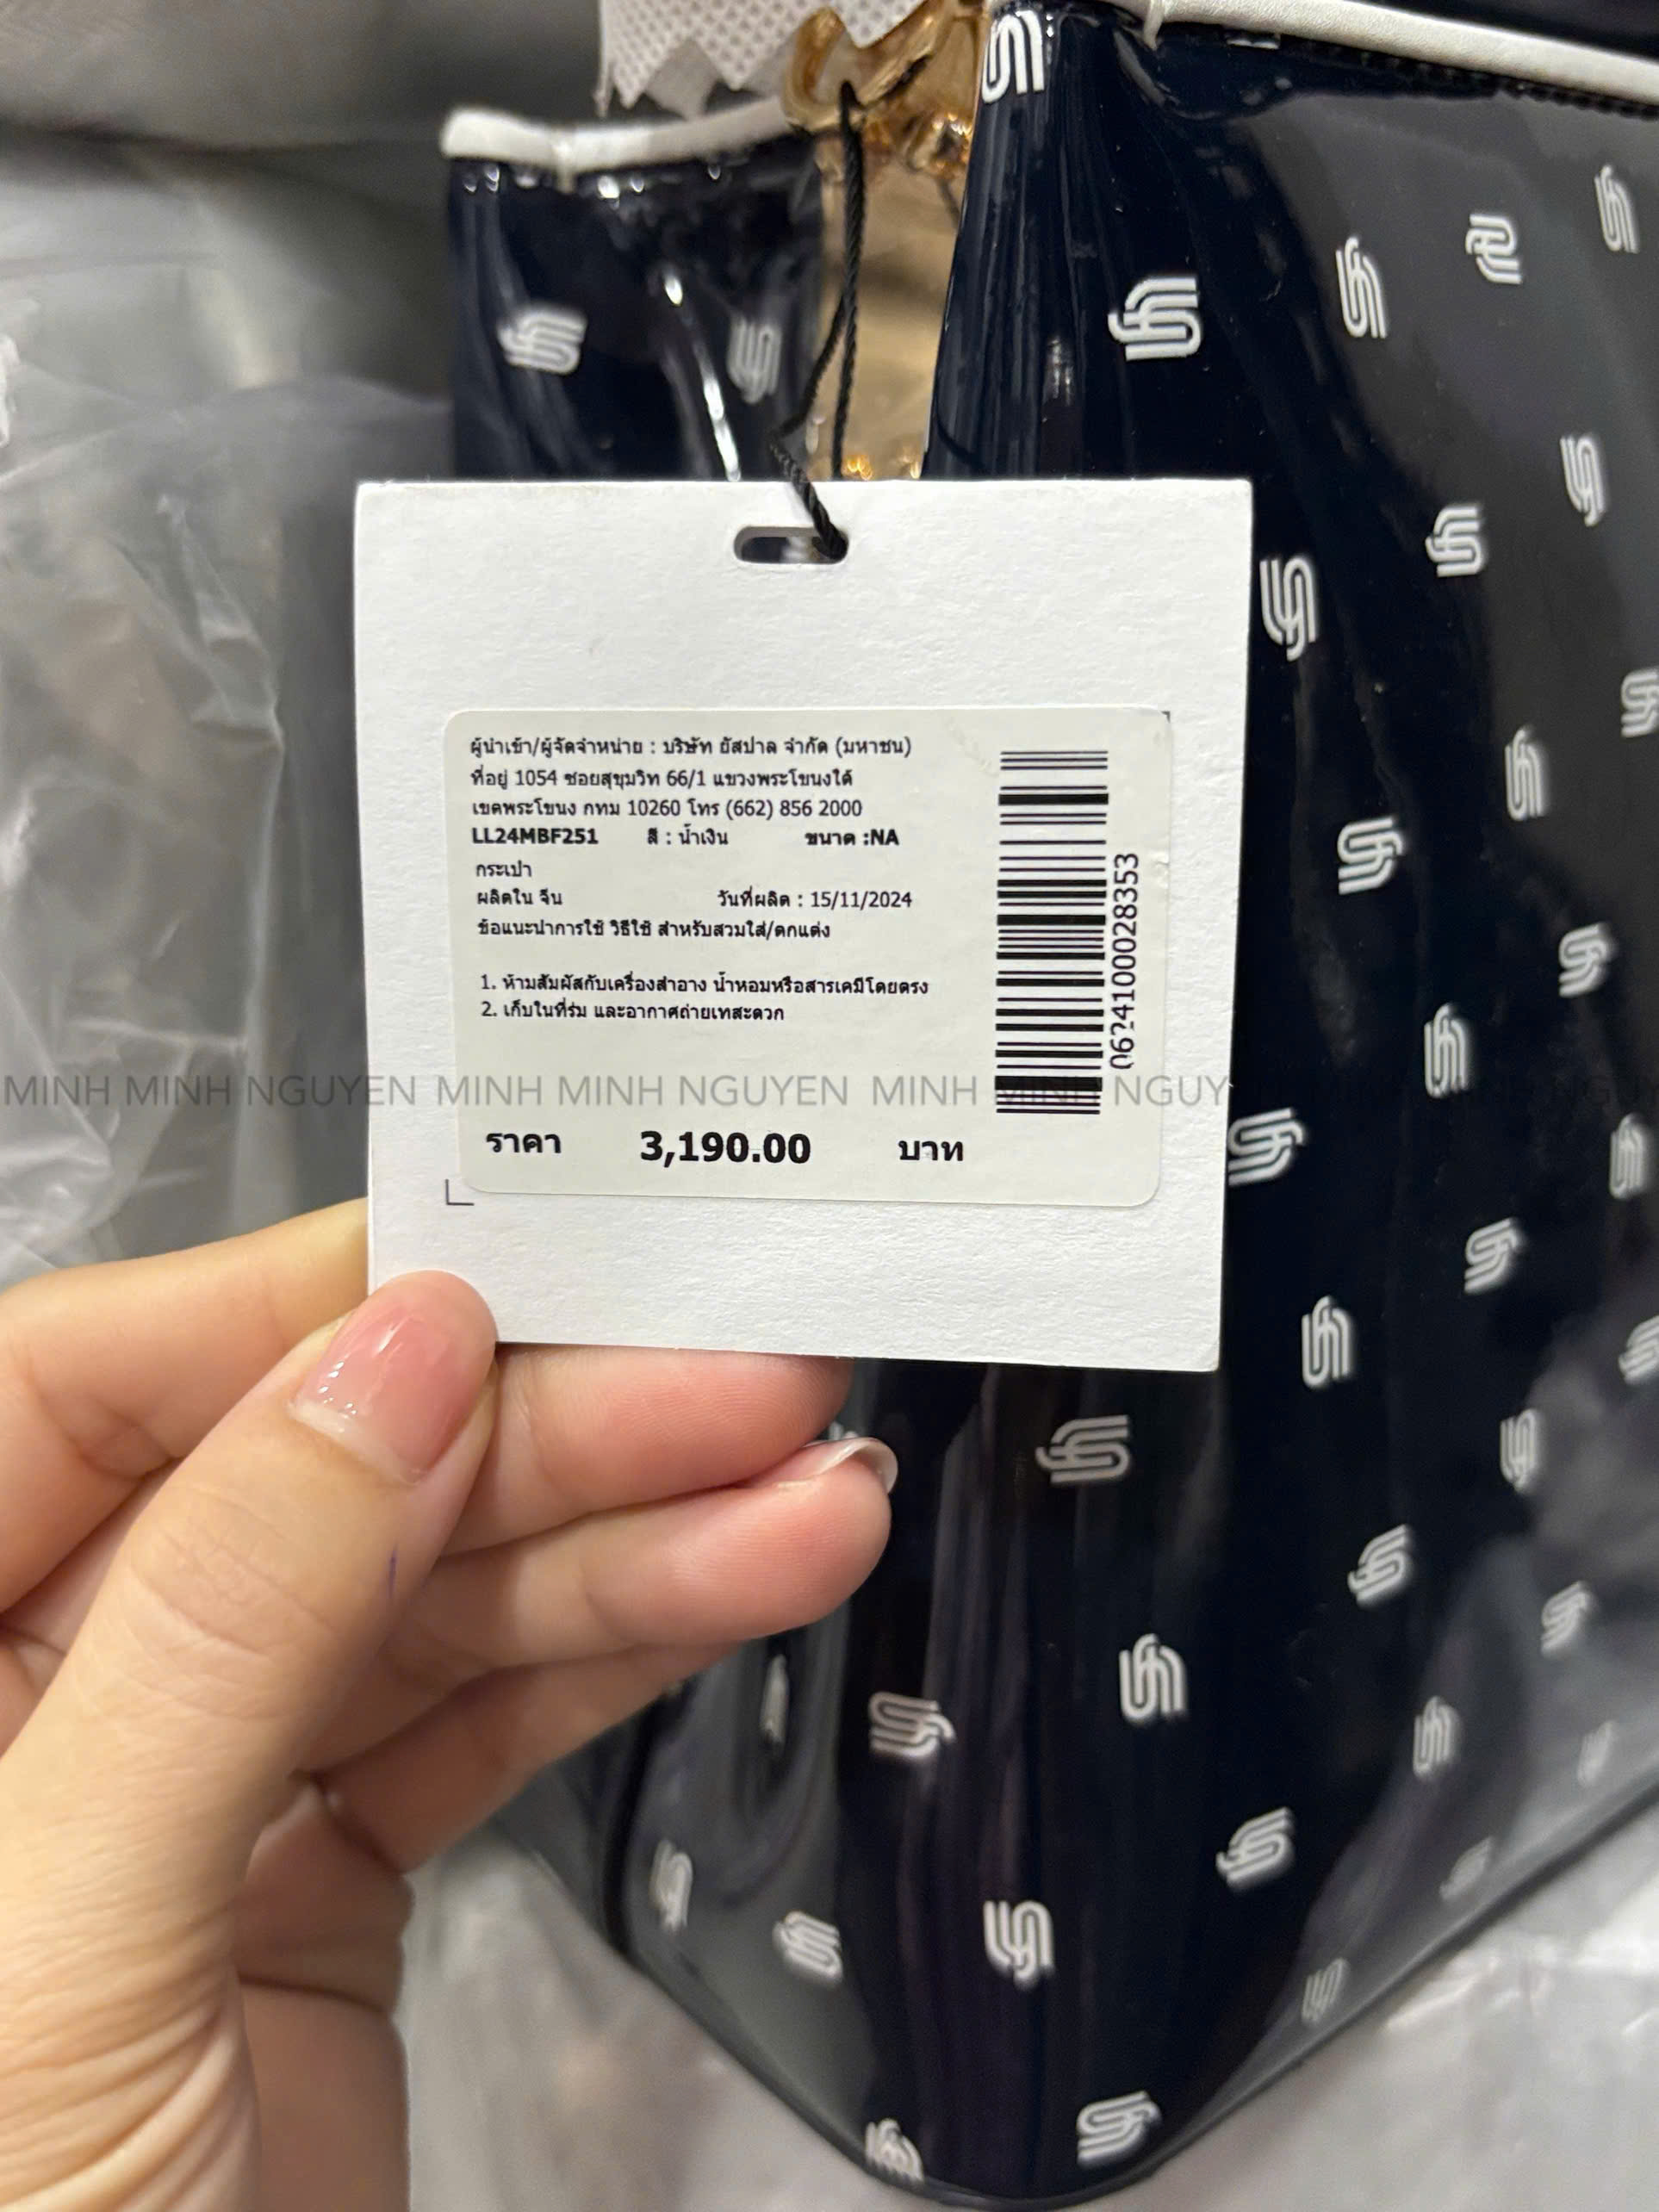 ผู้นำเข้า/ผู้จัดจำหน่าย : บริษัท ยัสปาล จำกัด (มหาชน)
ที่อยู่ 1054 ซอยสุขุมวิท 66/1 แขวงพระโขนงใต้
เขตพระโขนง กทม 10260 โทร (662) 856 2000
LL24MBF251 สี : น้ำเงิน ขนาด :NA
กระเป๋า
ผลิตใน จีน วันที่ผลิต : 15/11/2024
ข้อแนะนำการใช้ วิธีใช้ สำหรับสวมใส่/ตกแต่ง
1. ห้ามสัมผัสกับเครื่องสำอาง น้ำหอมหรือสารเคมีโดยตรง
2. เก็บในที่ร่ม และอากาศถ่ายเทสะดวก
0624100028353
MINH MINH NGUYEN MINH MINH NGUYEN MINH MINH NGUYEN MINH NGUY
ราคา 3,190.00 บาท